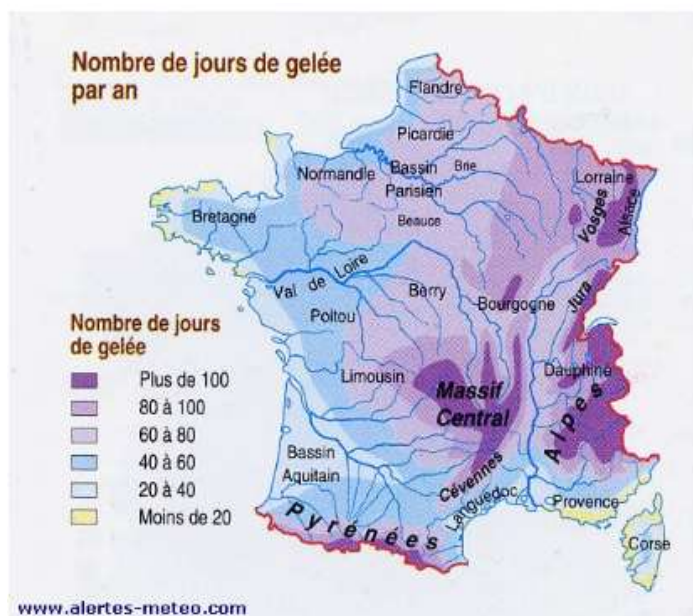 Nombre de jours de gelée
par an
Flandre
Picardie
Normandie
Bassin
Parisien
Brie
Lorraine
Vosges
Alsace
Beauce
Bretagne
Val de Loire
Berry
Bourgogne
Jura
Poitou
Limousin
Massif
Central
Dauphiné
Alpes
Bassin
Aquitain
Cévennes
Languedoc
Provence
Pyrénées
Corse
Nombre de jours
de gelée
Plus de 100
80 à 100
60 à 80
40 à 60
20 à 40
Moins de 20
www.alertes-meteo.com